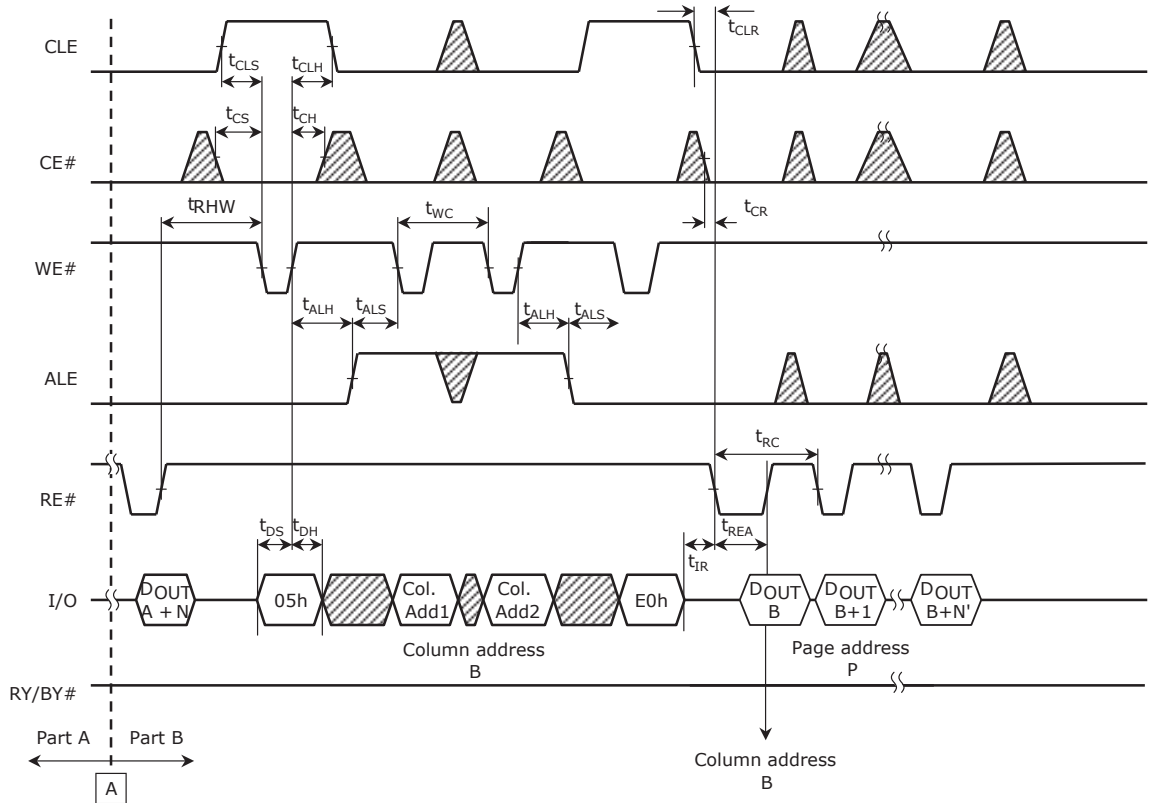 CLE
tCLR
tCLS
tCLH
CE#
tCS
tCH
tCR
tRHW
tWC
WE#
tALH
tALS
tALH
tALS
ALE
tRC
RE#
tDS
tDH
tREA
tIR
I/O
DOUT
A + N
05h
Col.
Add1
Col.
Add2
E0h
DOUT
B
DOUT
B+1
DOUT
B+N'
Column address
B
Page address
P
RY/BY#
Part A
Part B
Column address
B
A